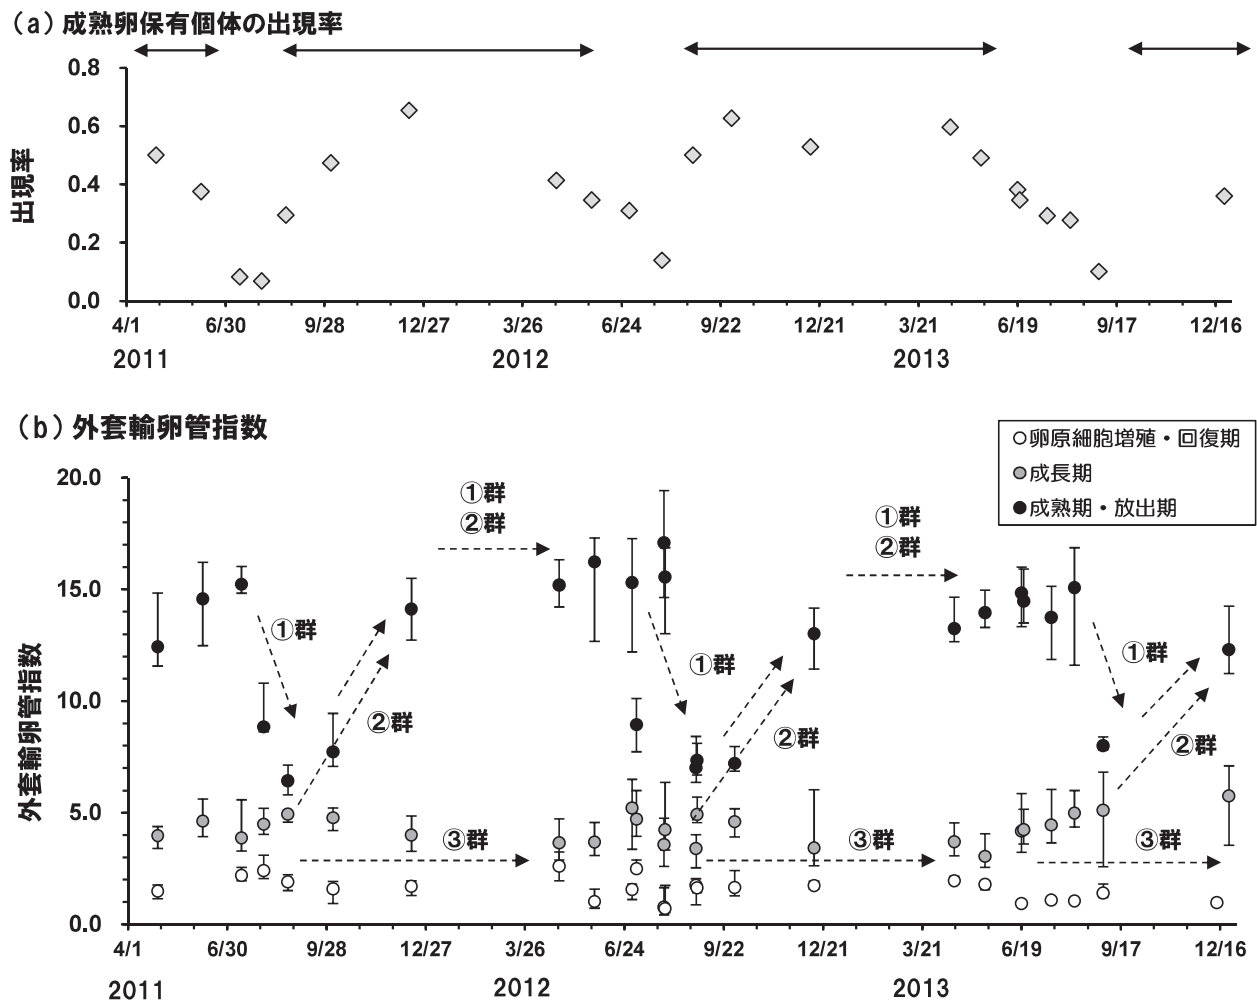 (a)成熟卵保有個体の出現率
0.8
0.6
0.4
0.2
0.0
出現率
4/1 6/30 9/28 12/27 3/26 6/24 9/22 12/21 3/21 6/19 9/17 12/16
2011 2012 2013
(b)外套輸卵管指数
卵原細胞増殖・回復期
成長期
成熟期・放出期
20.0
15.0
10.0
5.0
0.0
外套輸卵管指数
①群
②群
①群
②群
①群
②群
③群
①群
②群
③群
①群
②群
③群
4/1 6/30 9/28 12/27 3/26 6/24 9/22 12/21 3/21 6/19 9/17 12/16
2011 2012 2013